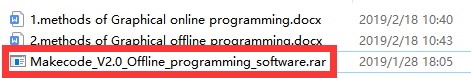 1.methods of Graphical online programming.docx 2019/2/18 10:40
2.methods of Graphical offline programming.docx 2019/2/18 10:43
Makecode_V2.0_Offline_programming_software.rar 2019/1/28 18:05